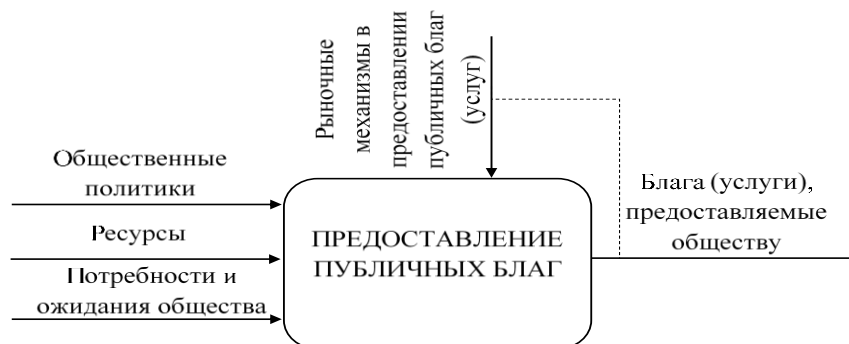 Рыночные
механизмы в
предоставлении
публичных благ
(услуг)
Общественные
политики
Ресурсы
Потребности и
ожидания общества
ПРЕДОСТАВЛЕНИЕ
ПУБЛИЧНЫХ БЛАГ
Блага (услуги),
предоставляемые
обществу